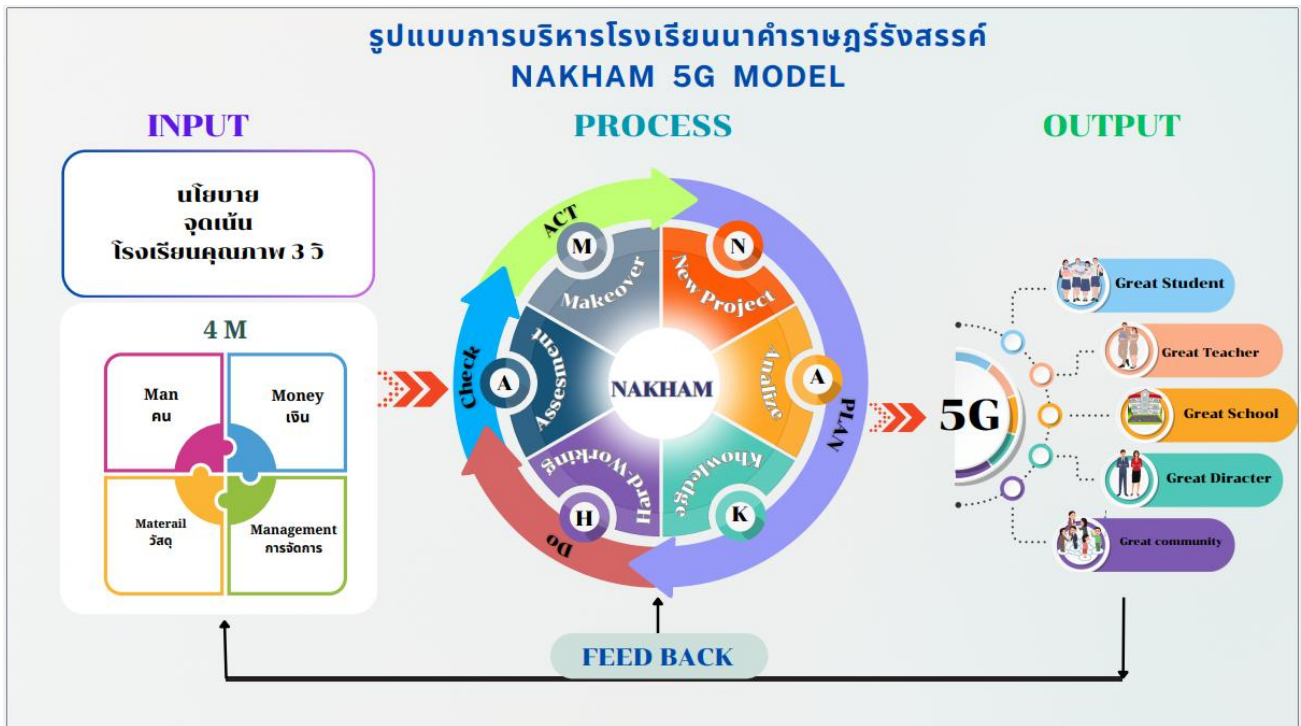 รูปแบบการบริหารโรงเรียนนาคำราษฎร์รังสรรค์
NAKHAM 5G MODEL
INPUT
นโยบาย
จุดเน้น
โรงเรียนคุณภาพ 3 วิ
4 M
Man
คน
Money
เงิน
Materail
วัสดุ
Management
การจัดการ
PROCESS
PLAN
Do
Check
ACT
N
New Project
A
Analize
K
Knowledge
H
Hard-Working
A
Assesment
M
Makeover
NAKHAM
OUTPUT
5G
Great Student
Great Teacher
Great School
Great Diracter
Great community
FEED BACK